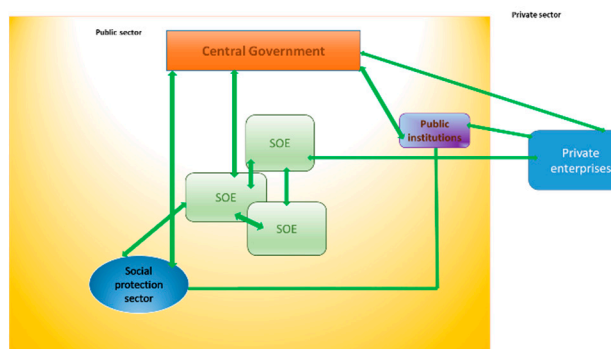 Private sector
Public sector
Central Government
Public
institutions
SOE
Private
enterprises
SOE
SOE
Social
protection
sector